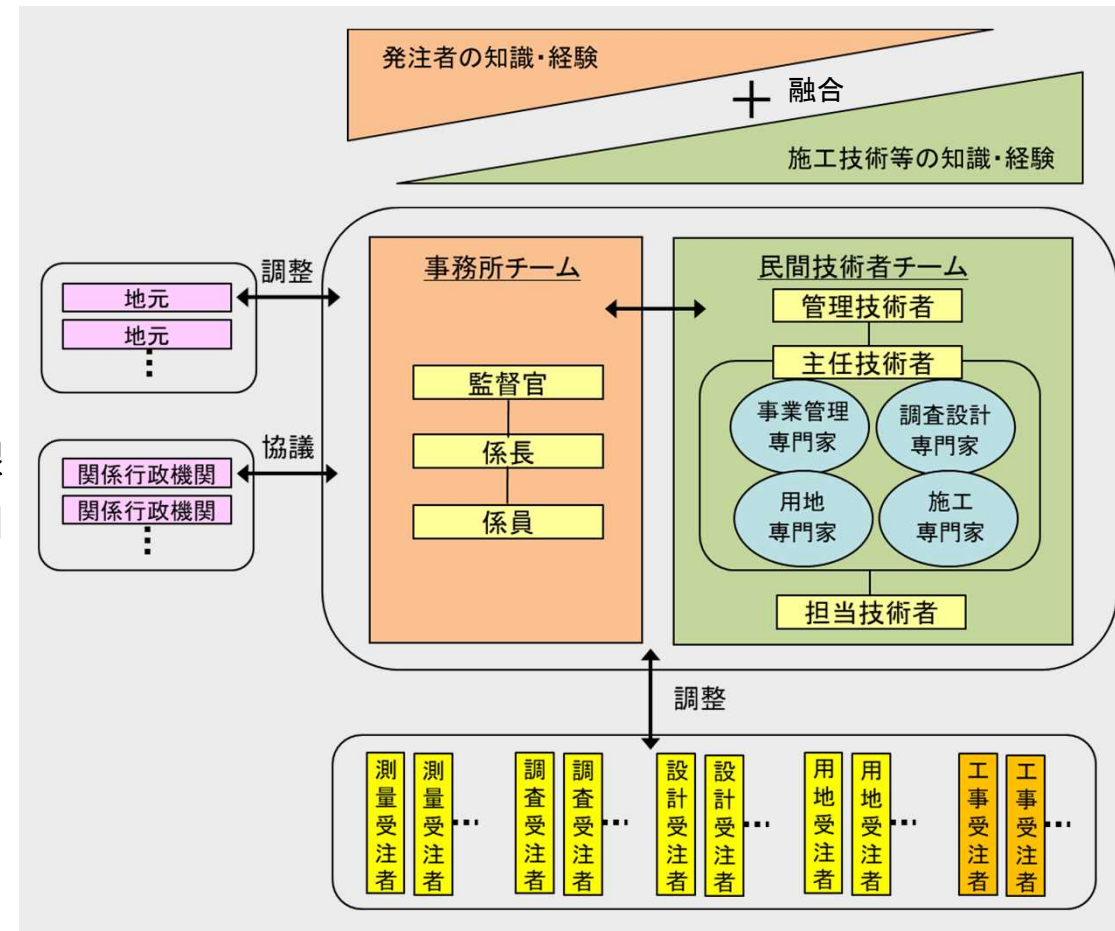 発注者の知識・経験
＋ 融合
施工技術等の知識・経験
調整
地元
地元
協議
関係行政機関
関係行政機関
事務所チーム
監督官
係長
係員
民間技術者チーム
管理技術者
主任技術者
事業管理
専門家
調査設計
専門家
用地
専門家
施工
専門家
担当技術者
調整
測量受注者
測量受注者
調査受注者
調査受注者
設計受注者
設計受注者
用地受注者
用地受注者
工事受注者
工事受注者